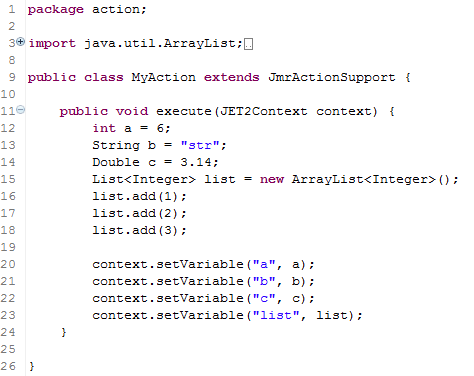 1 package action;
2
3 import java.util.ArrayList;
8
9 public class MyAction extends JmrActionSupport {
10
11     public void execute(JET2Context context) {
12         int a = 6;
13         String b = "str";
14         Double c = 3.14;
15         List<Integer> list = new ArrayList<Integer>();
16         list.add(1);
17         list.add(2);
18         list.add(3);
19
20         context.setVariable("a", a);
21         context.setVariable("b", b);
22         context.setVariable("c", c);
23         context.setVariable("list", list);
24     }
25
26 }